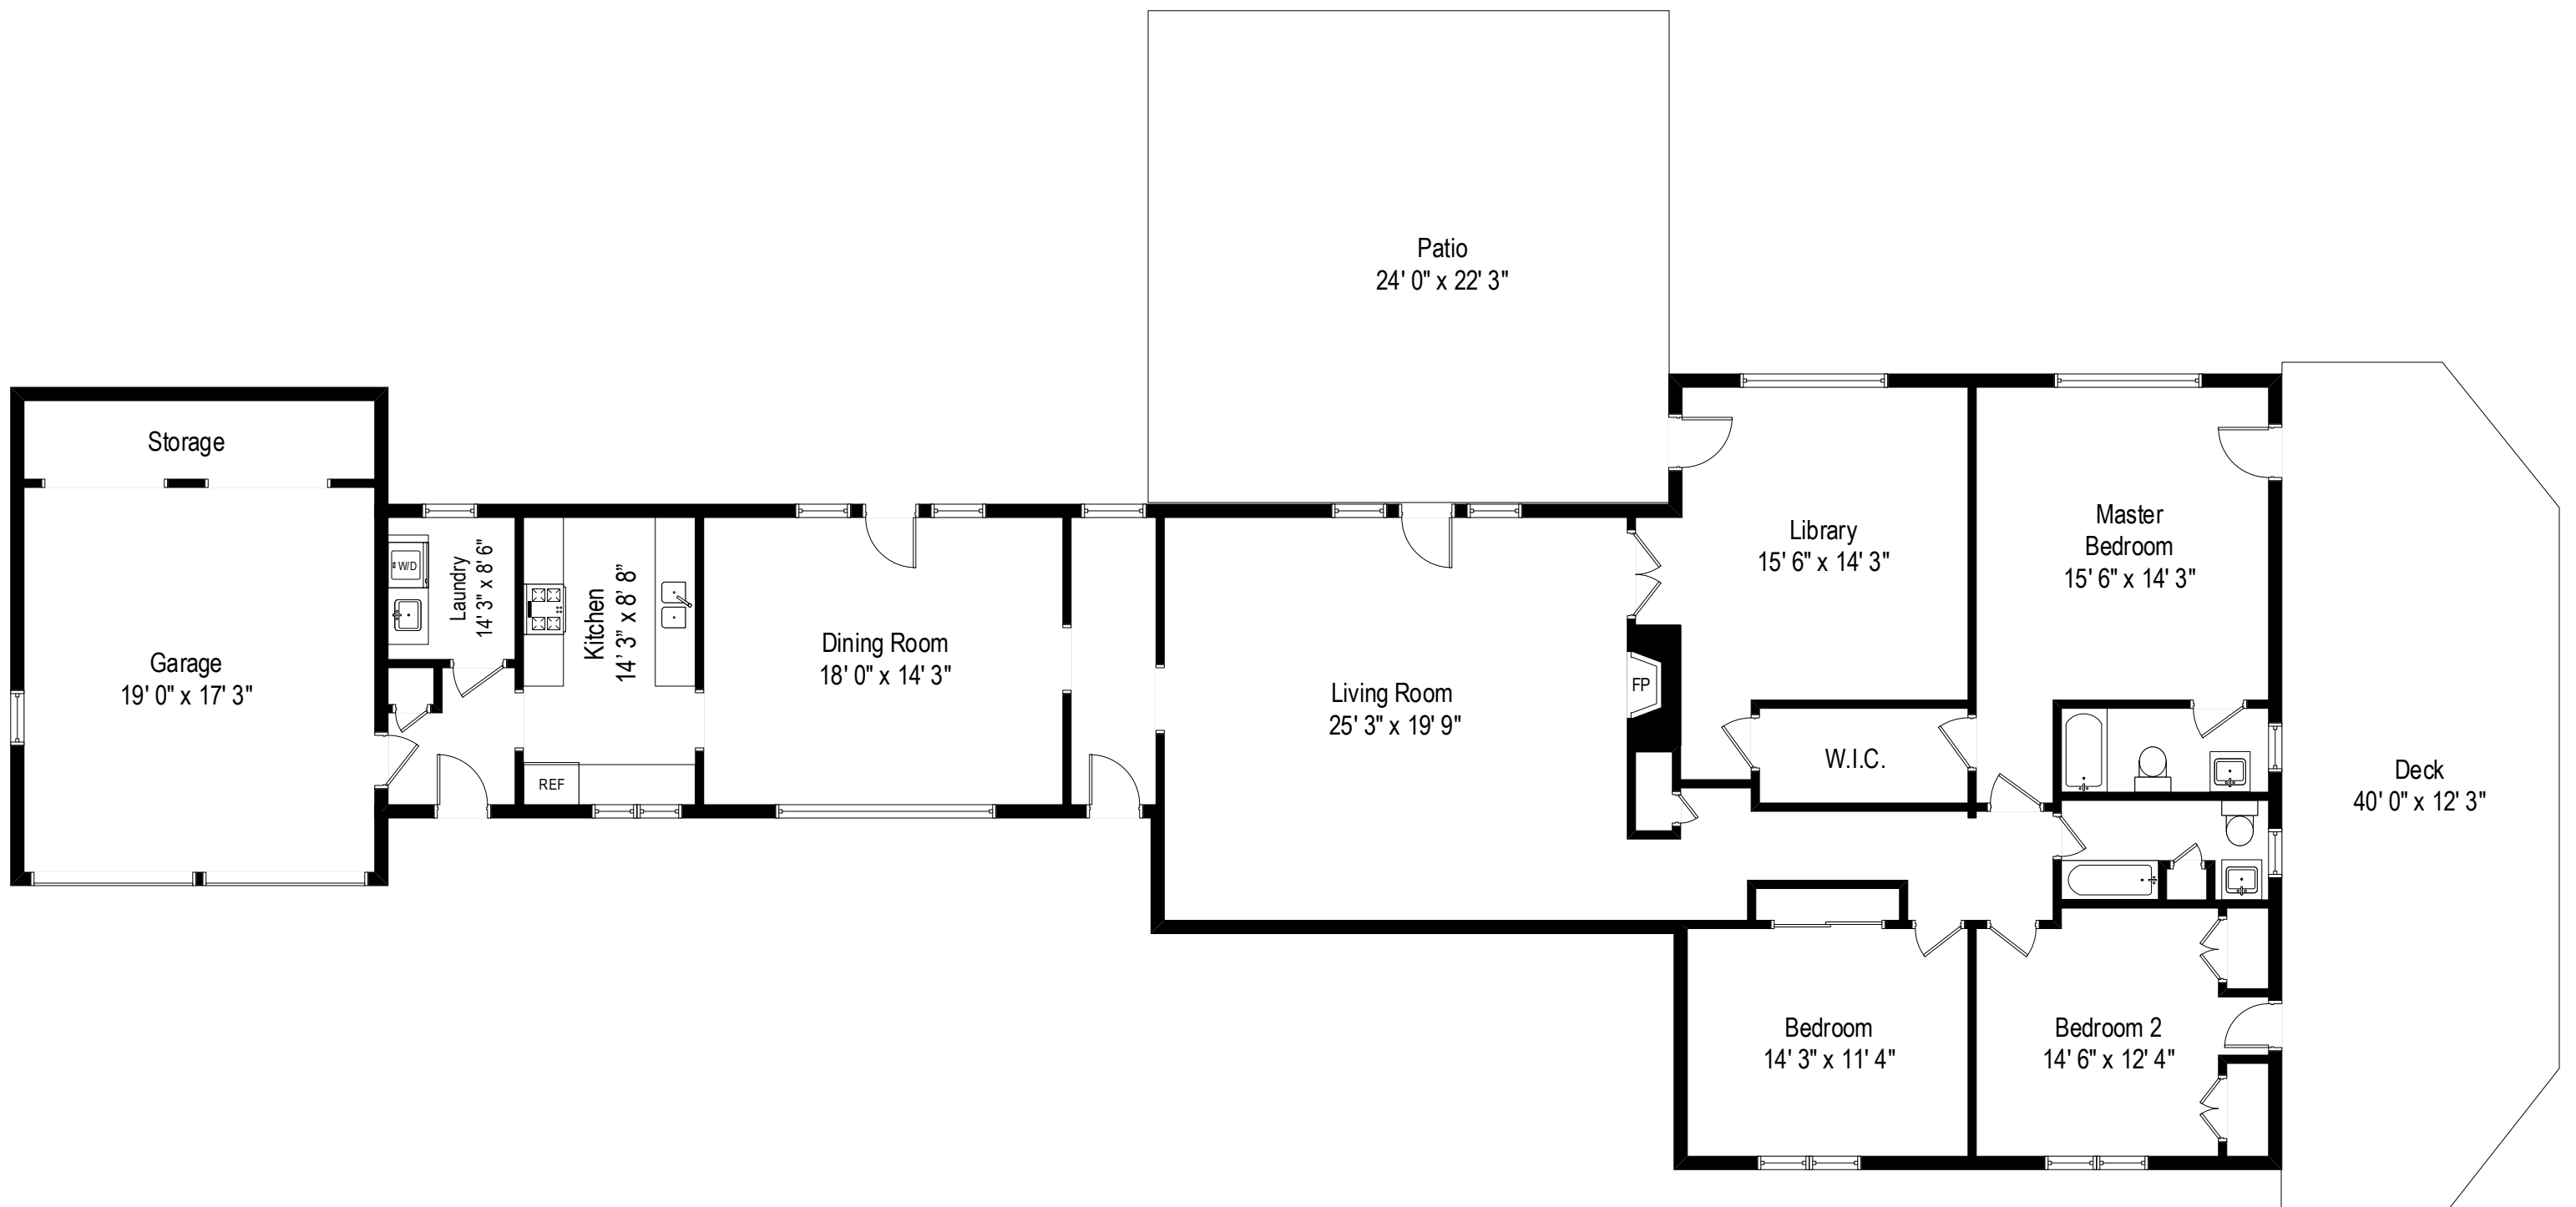 Patio
24' 0" x 22' 3"
Storage
Garage
19' 0" x 17' 3"
W/D
Laundry
14' 3" x 8' 6"
Kitchen
14' 3" x 8' 8"
REF
Dining Room
18' 0" x 14' 3"
Living Room
25' 3" x 19' 9"
FP
Library
15' 6" x 14' 3"
W.I.C.
Master
Bedroom
15' 6" x 14' 3"
Deck
40' 0" x 12' 3"
Bedroom
14' 3" x 11' 4"
Bedroom 2
14' 6" x 12' 4"